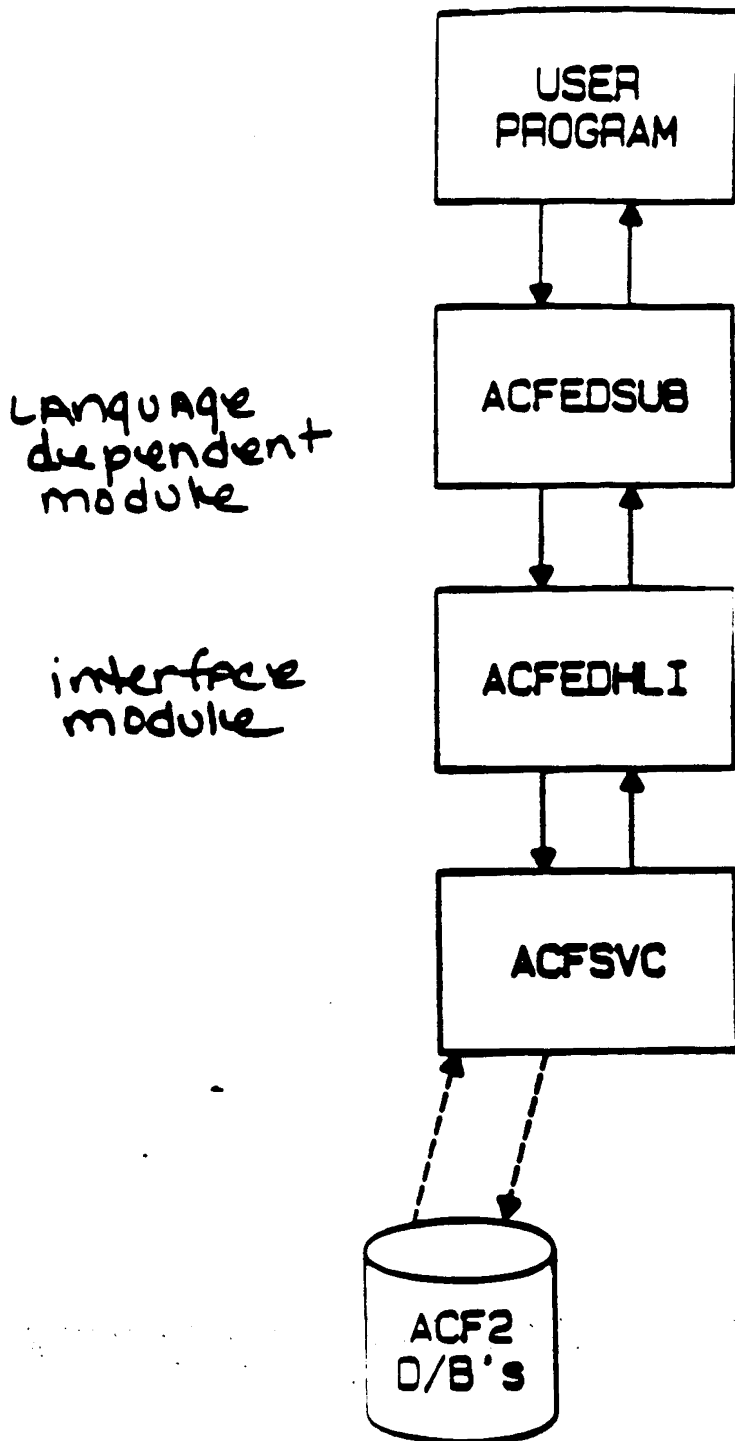 USER
PROGRAM
ACFEDSUB
Language
dependent
module
ACFEDHLI
interface
module
ACFSVC
ACF2
D/B's